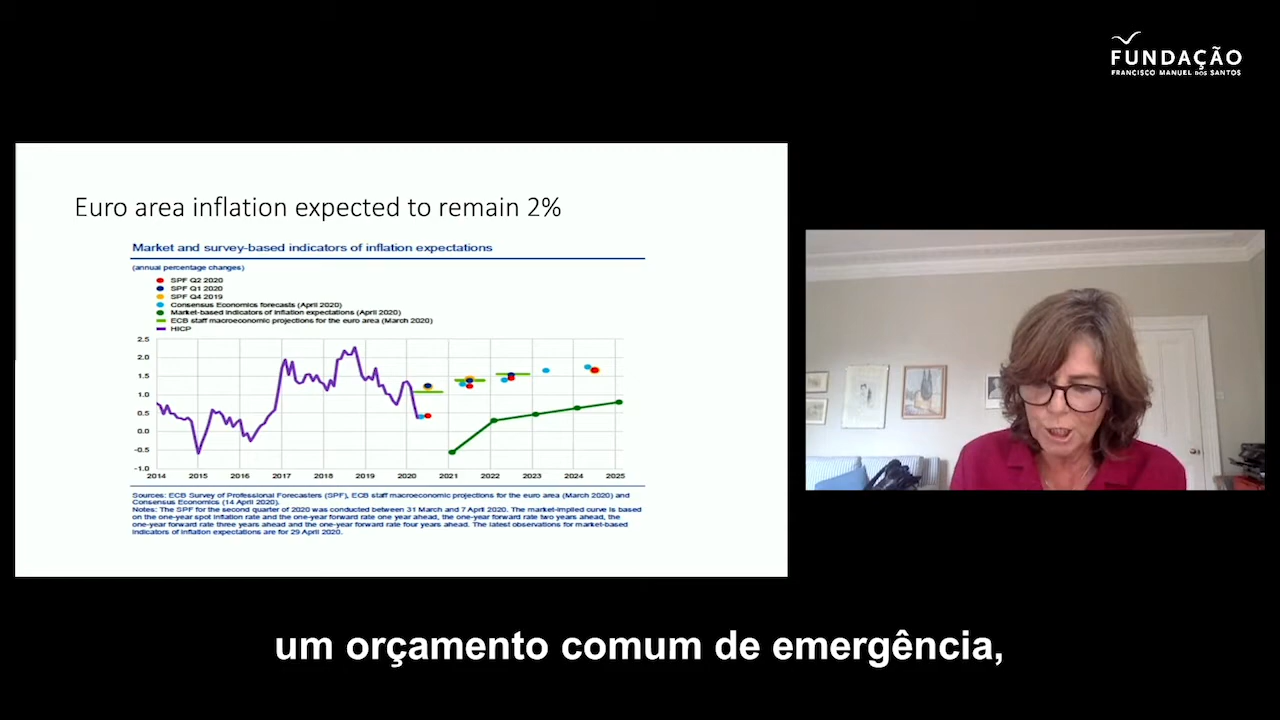 FUNDAÇÃO
FRANCISCO MANUEL DOS SANTOS
Euro area inflation expected to remain 2%
Market and survey-based indicators of inflation expectations
(annual percentage changes)
SPF Q2 2020
SPF Q1 2020
SPF Q4 2019
Consensus Economics forecasts (April 2020)
Market-based indicators of inflation expectations (April 2020)
ECB staff macroeconomic projections for the euro area (March 2020)
HICP
2.5
2.0
1.5
1.0
0.5
0.0
-0.5
-1.0
2014 2015 2016 2017 2018 2019 2020 2021 2022 2023 2024 2025
Sources: ECB Survey of Professional Forecasters (SPF), ECB staff macroeconomic projections for the euro area (March 2020) and
Consensus Economics (14 April 2020).
Notes: The SPF for the second quarter of 2020 was conducted between 31 March and 7 April 2020. The market-implied curve is based
on the one-year spot inflation rate and the one-year forward rate one year ahead, the one-year forward rate two years ahead, the
one-year forward rate three years ahead and the one-year forward rate four years ahead. The latest observations for market-based
indicators of inflation expectations are for 29 April 2020.
um orçamento comum de emergência,